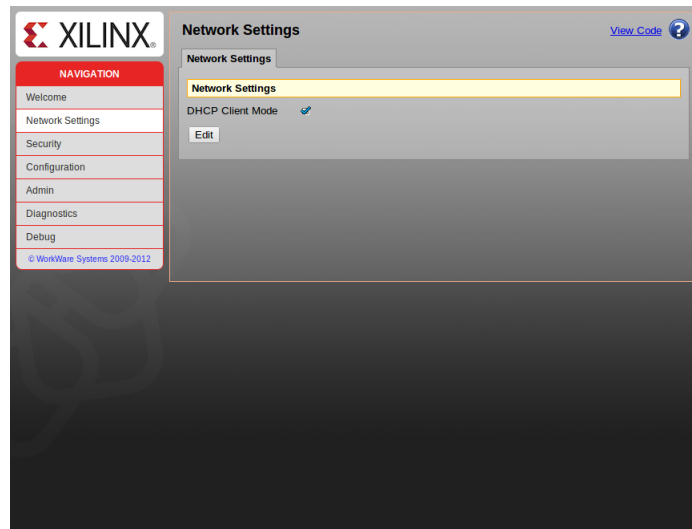 XILINX®
NAVIGATION
Welcome
Network Settings
Security
Configuration
Admin
Diagnostics
Debug
© WorkWare Systems 2009-2012
Network Settings
View Code ?
Network Settings
Network Settings
DHCP Client Mode
Edit